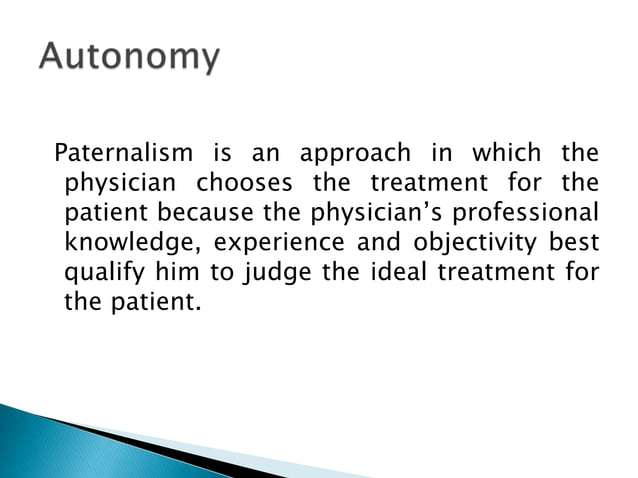 Autonomy
Paternalism is an approach in which the
physician chooses the treatment for the
patient because the physician’s professional
knowledge, experience and objectivity best
qualify him to judge the ideal treatment for
the patient.